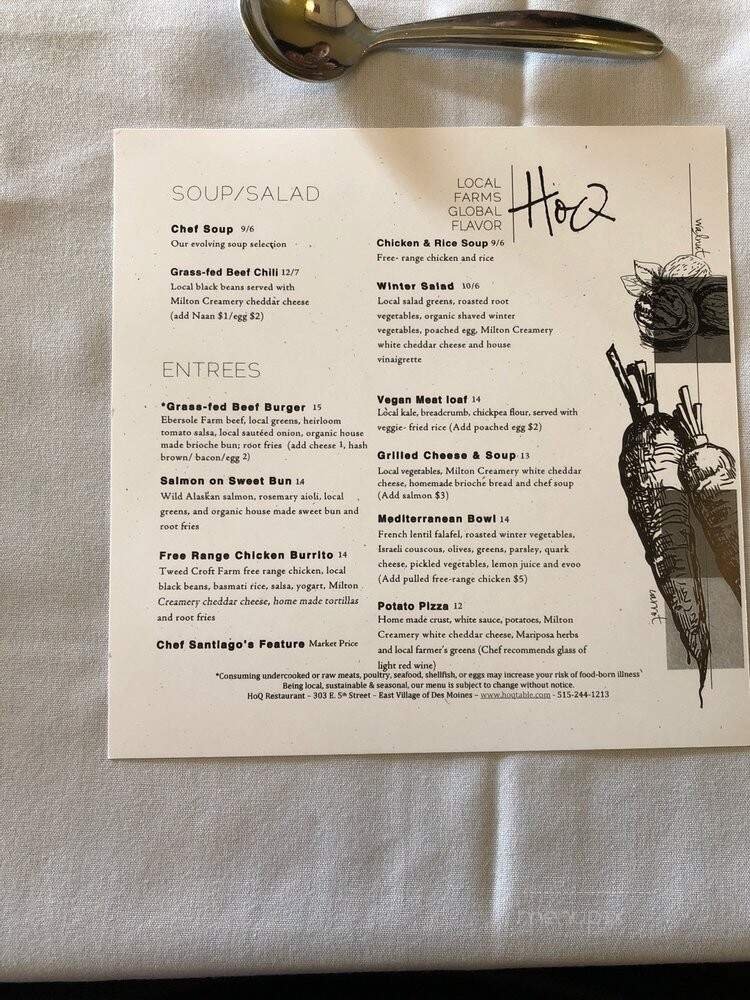 SOUP/SALAD
Chef Soup 9/6
Our evolving soup selection
Grass-fed Beef Chili 12/7
Local black beans served with
Milton Creamery cheddar cheese
(add Naan $1/egg $2)
LOCAL
FARMS
GLOBAL
FLAVOR
HoQ
Chicken & Rice Soup 9/6
Free- range chicken and rice
Winter Salad 10/6
Local salad greens, roasted root
vegetables, organic shaved winter
vegetables, poached egg, Milton Creamery
white cheddar cheese and house
vinaigrette
walnut
ENTREES
*Grass-fed Beef Burger 15
Ebersole Farm beef, local greens, heirloom
tomato salsa, local sautéed onion, organic house
made brioche bun; root fries (add cheese 1, hash
brown/ bacon/egg 2)
Salmon on Sweet Bun 14
Wild Alaskan salmon, rosemary aioli, local
greens, and organic house made sweet bun and
root fries
Free Range Chicken Burrito 14
Tweed Croft Farm free range chicken, local
black beans, basmati rice, salsa, yogurt, Milton
Creamery cheddar cheese, home made tortillas
and root fries
Chef Santiago's Feature Market Price
Vegan Meat loaf 14
Local kale, breadcrumb, chickpea flour, served with
veggie- fried rice (Add poached egg $2)
Grilled Cheese & Soup 13
Local vegetables, Milton Creamery white cheddar
cheese, homemade brioche bread and chef soup
(Add salmon $3)
Mediterranean Bowl 14
French lentil falafel, roasted winter vegetables,
Israeli couscous, olives, greens, parsley, quark
cheese, pickled vegetables, lemon juice and evoo
(Add pulled free-range chicken $5)
Potato Pizza 12
Home made crust, white sauce, potatoes, Milton
Creamery white cheddar cheese, Mariposa herbs
and local farmer's greens (Chef recommends glass of
light red wine)
carrot
*Consuming undercooked or raw meats, poultry, seafood, shellfish, or eggs may increase your risk of food-born illness*
Being local, sustainable & seasonal, our menu is subject to change without notice.
HoQ Restaurant – 303 E. 5th Street – East Village of Des Moines – www.hoqtable.com - 515-244-1213
menupix